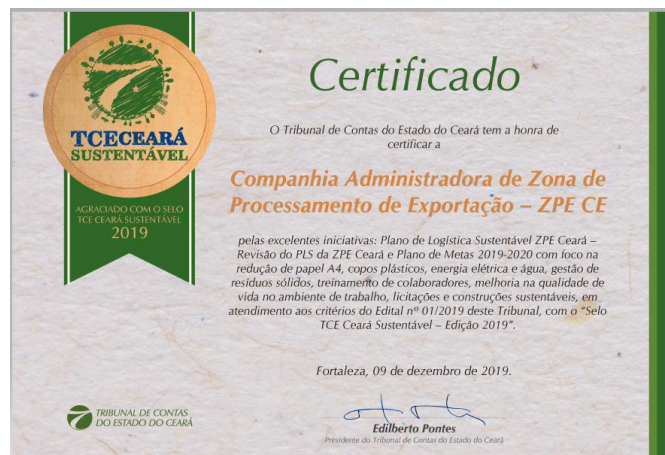 TCECEARÁ
SUSTENTÁVEL
AGRACIADO COM O SELO
TCE CEARÁ SUSTENTÁVEL
2019
Certificado
O Tribunal de Contas do Estado do Ceará tem a honra de
certificar a
Companhia Administradora de Zona de
Processamento de Exportação – ZPE CE
pelas excelentes iniciativas: Plano de Logística Sustentável ZPE Ceará –
Revisão do PLS da ZPE Ceará e Plano de Metas 2019-2020 com foco na
redução de papel A4, copos plásticos, energia elétrica e água, gestão de
resíduos sólidos, treinamento de colaboradores, melhoria na qualidade de
vida no ambiente de trabalho, licitações e construções sustentáveis, em
atendimento aos critérios do Edital nº 01/2019 deste Tribunal, com o “Selo
TCE Ceará Sustentável – Edição 2019”.
Fortaleza, 09 de dezembro de 2019.
TRIBUNAL DE CONTAS
DO ESTADO DO CEARÁ
Edilberto Pontes
Presidente do Tribunal de Contas do Estado do Ceará